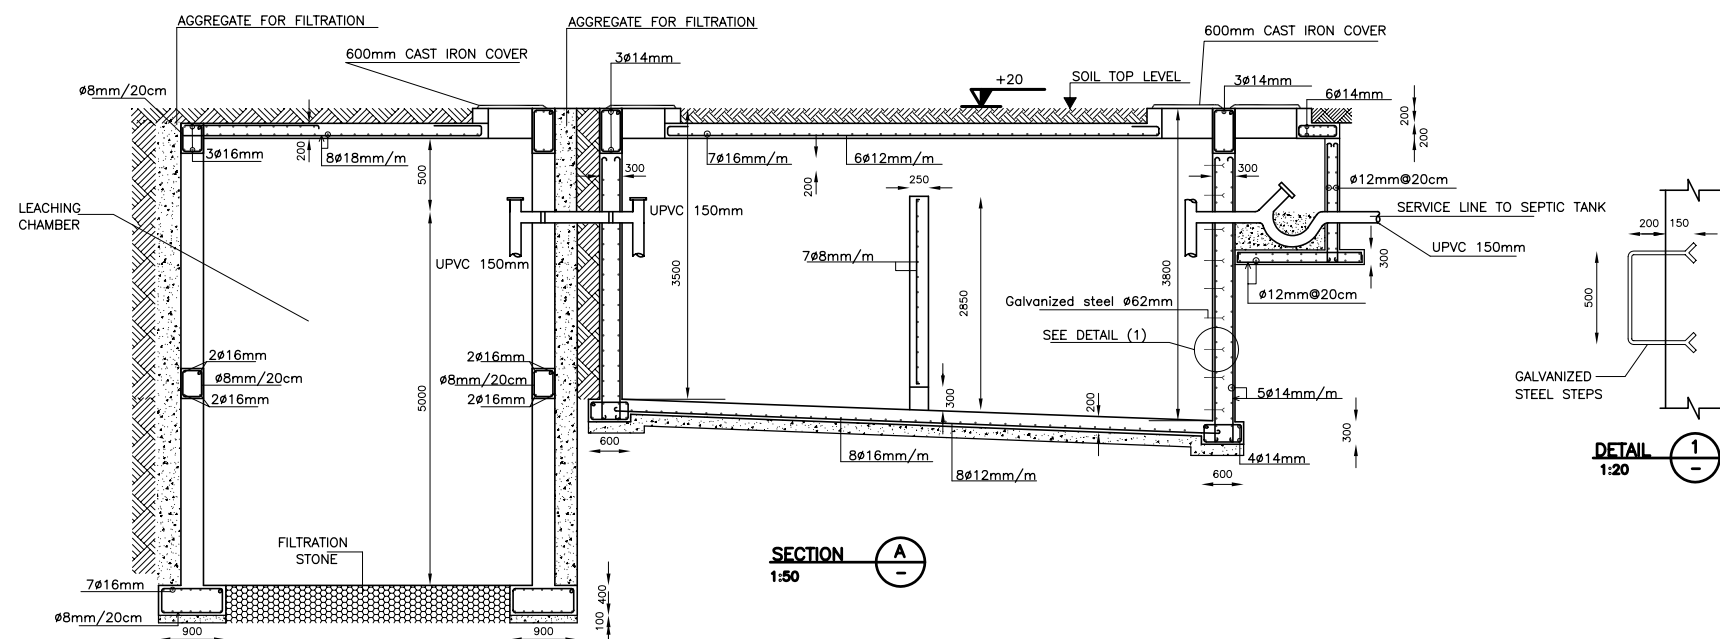 AGGREGATE FOR FILTRATION
AGGREGATE FOR FILTRATION
600mm CAST IRON COVER
600mm CAST IRON COVER
3ø14mm
+20
SOIL TOP LEVEL
3ø14mm
6ø14mm
ø8mm/20cm
200
200
3ø16mm
200
8ø18mm/m
500
300
7ø16mm/m
200
6ø12mm/m
250
300
ø12mm@20cm
LEACHING
CHAMBER
UPVC 150mm
UPVC 150mm
SERVICE LINE TO SEPTIC TANK
UPVC 150mm
200
150
3500
7ø8mm/m
2850
3800
300
ø12mm@20cm
Galvanized steel ø62mm
SEE DETAIL (1)
500
GALVANIZED
STEEL STEPS
2ø16mm
ø8mm/20cm
2ø16mm
2ø16mm
ø8mm/20cm
2ø16mm
5000
300
200
5ø14mm/m
300
600
8ø16mm/m
8ø12mm/m
4ø14mm
600
DETAIL
1
1:20
–
FILTRATION
STONE
SECTION
A
1:50
–
7ø16mm
ø8mm/20cm
900
900
400
100